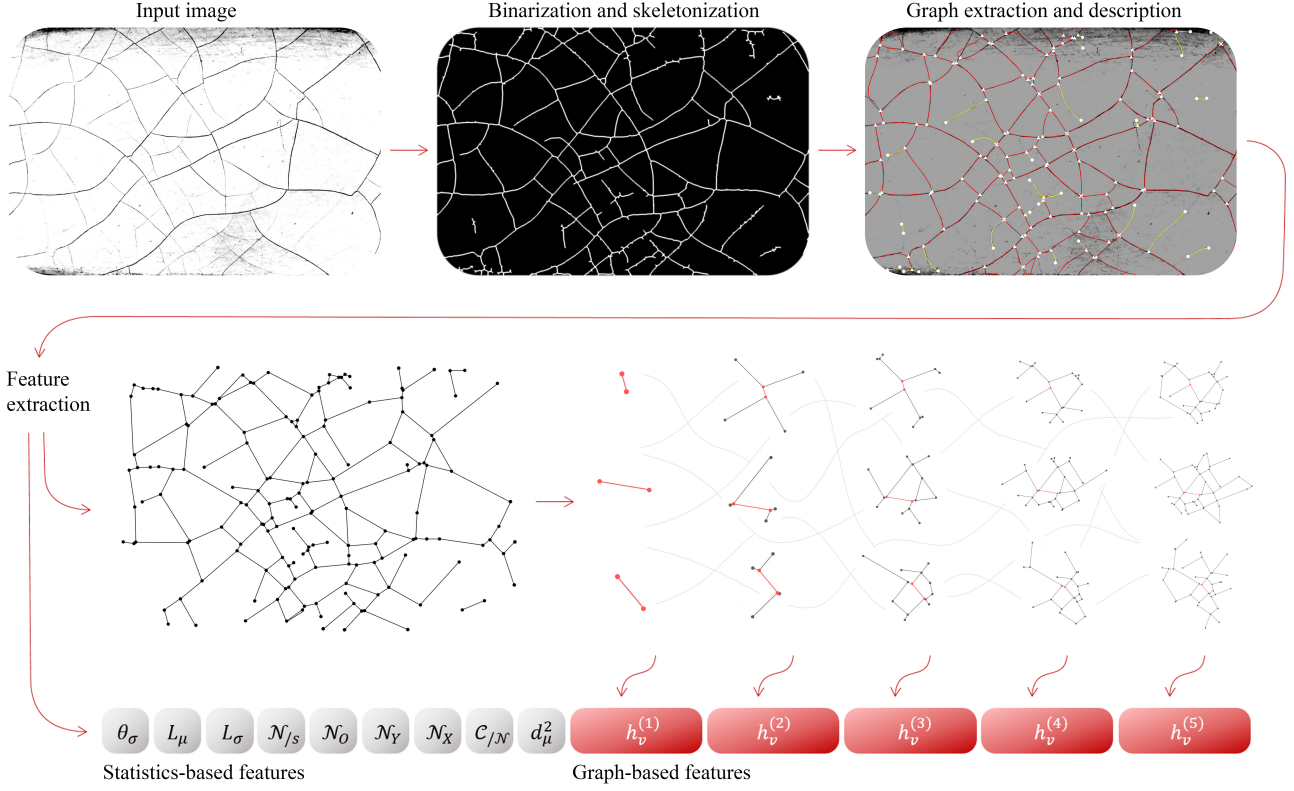 Input image
Binarization and skeletonization
Graph extraction and description
Feature
extraction
θσ Lμ Lσ 𝒩/s 𝒩O 𝒩Y 𝒩X 𝒞/𝒩 d²μ hᵥ⁽¹⁾ hᵥ⁽²⁾ hᵥ⁽³⁾ hᵥ⁽⁴⁾ hᵥ⁽⁵⁾
Statistics-based features
Graph-based features